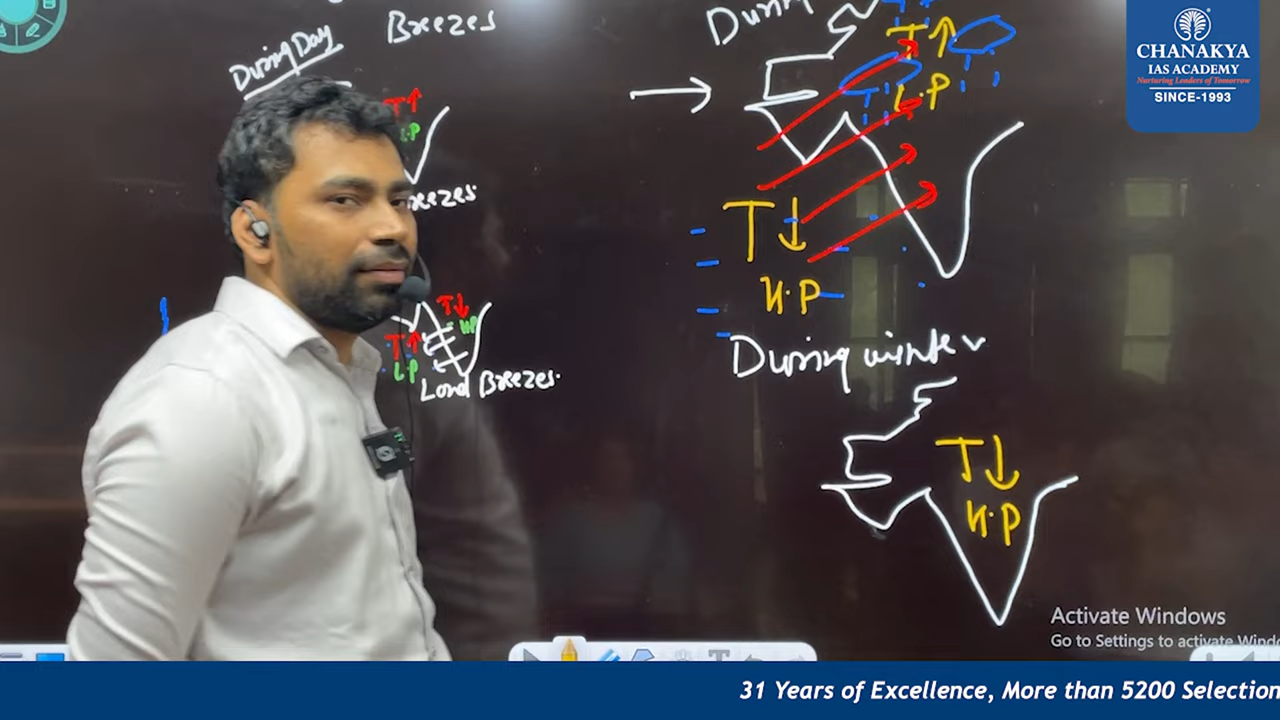 Breezes
During Day
T↑
L.P
Breezes
T↓
HP
T↑
L.P
Land Breezes
During
T↑
L.P
T↓
H.P
During winter
T↓
H.P
CHANAKYA
IAS ACADEMY
Nurturing Leaders of Tomorrow
SINCE-1993
Activate Windows
Go to Settings to activate Windo
31 Years of Excellence, More than 5200 Selection